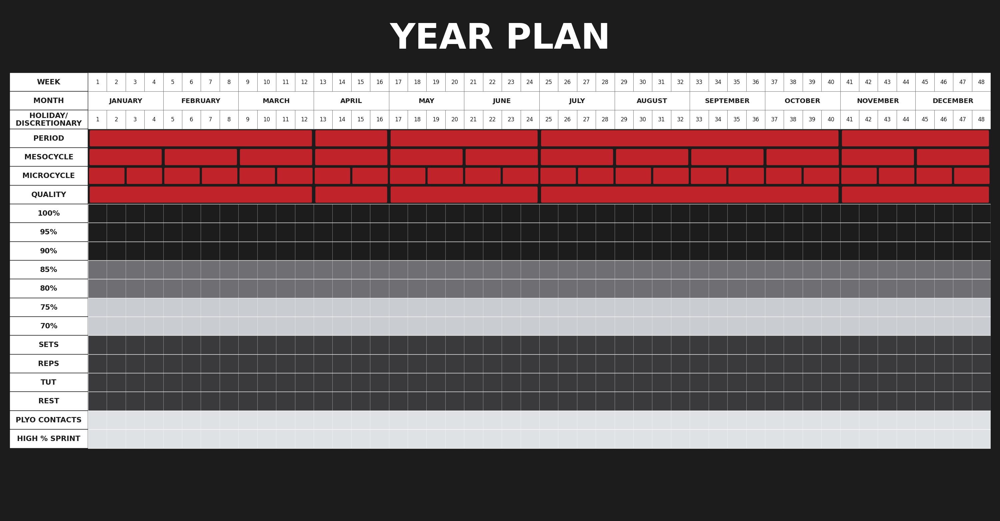 YEAR PLAN
WEEK 1 2 3 4 5 6 7 8 9 10 11 12 13 14 15 16 17 18 19 20 21 22 23 24 25 26 27 28 29 30 31 32 33 34 35 36 37 38 39 40 41 42 43 44 45 46 47 48
MONTH JANUARY FEBRUARY MARCH APRIL MAY JUNE JULY AUGUST SEPTEMBER OCTOBER NOVEMBER DECEMBER
HOLIDAY/
DISCRETIONARY 1 2 3 4 5 6 7 8 9 10 11 12 13 14 15 16 17 18 19 20 21 22 23 24 25 26 27 28 29 30 31 32 33 34 35 36 37 38 39 40 41 42 43 44 45 46 47 48
PERIOD
MESOCYCLE
MICROCYCLE
QUALITY
100%
95%
90%
85%
80%
75%
70%
SETS
REPS
TUT
REST
PLYO CONTACTS
HIGH % SPRINT